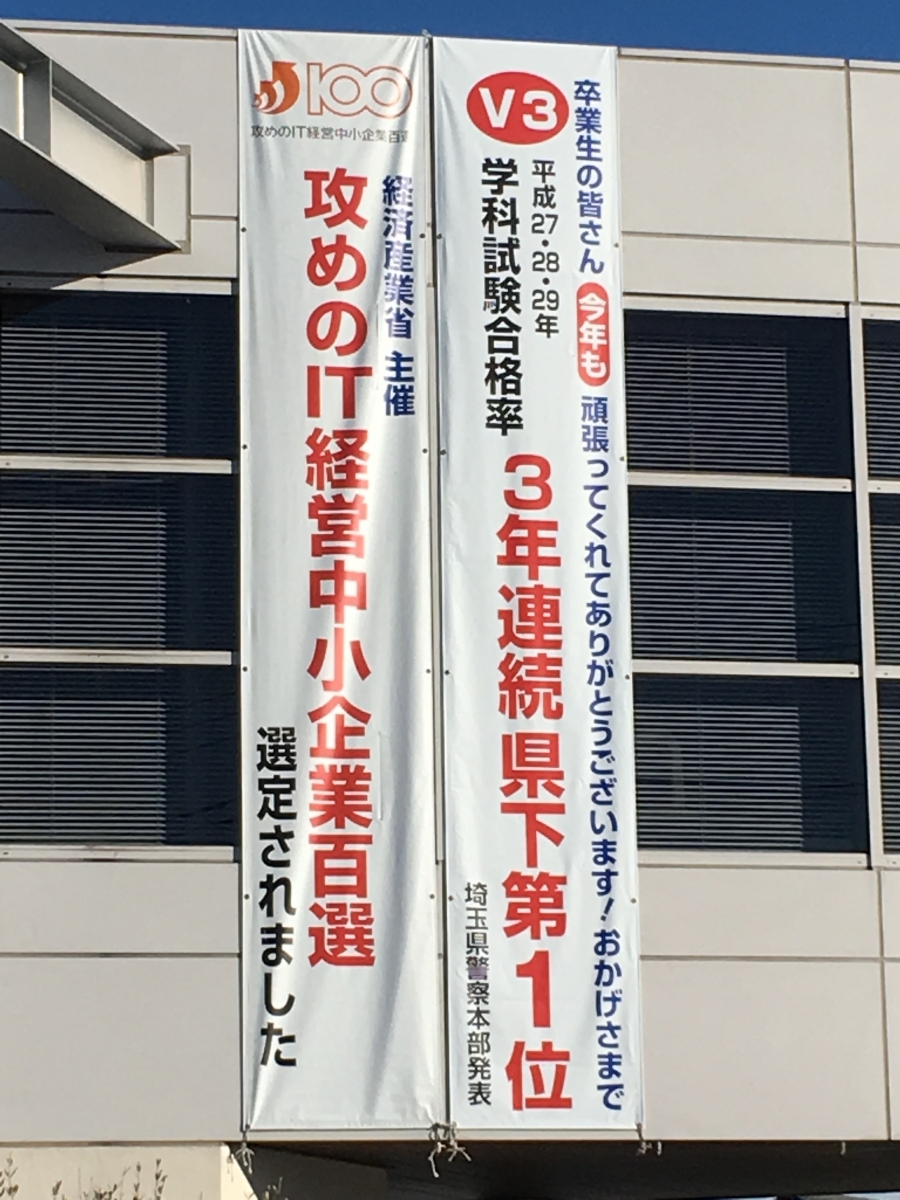 卒業生の皆さん 今年も 頑張ってくれてありがとうございます!おかげさまで
V3
平成27・28・29年
学科試験合格率
3年連続 県下第1位
埼玉県警察本部発表
100
攻めのIT経営中小企業百選
経済産業省 主催
攻めのIT経営中小企業百選
選定されました